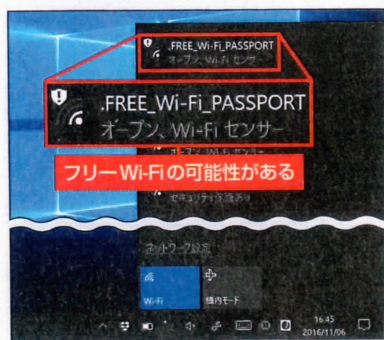 .FREE_Wi-Fi_PASSPORT
オープン、Wi-Fi センサー
.FREE_Wi-Fi_PASSPORT
オープン、Wi-Fi センサー
フリーWi-Fiの可能性がある
ネットワーク設定
Wi-Fi
機内モード
16:45
2016/11/06